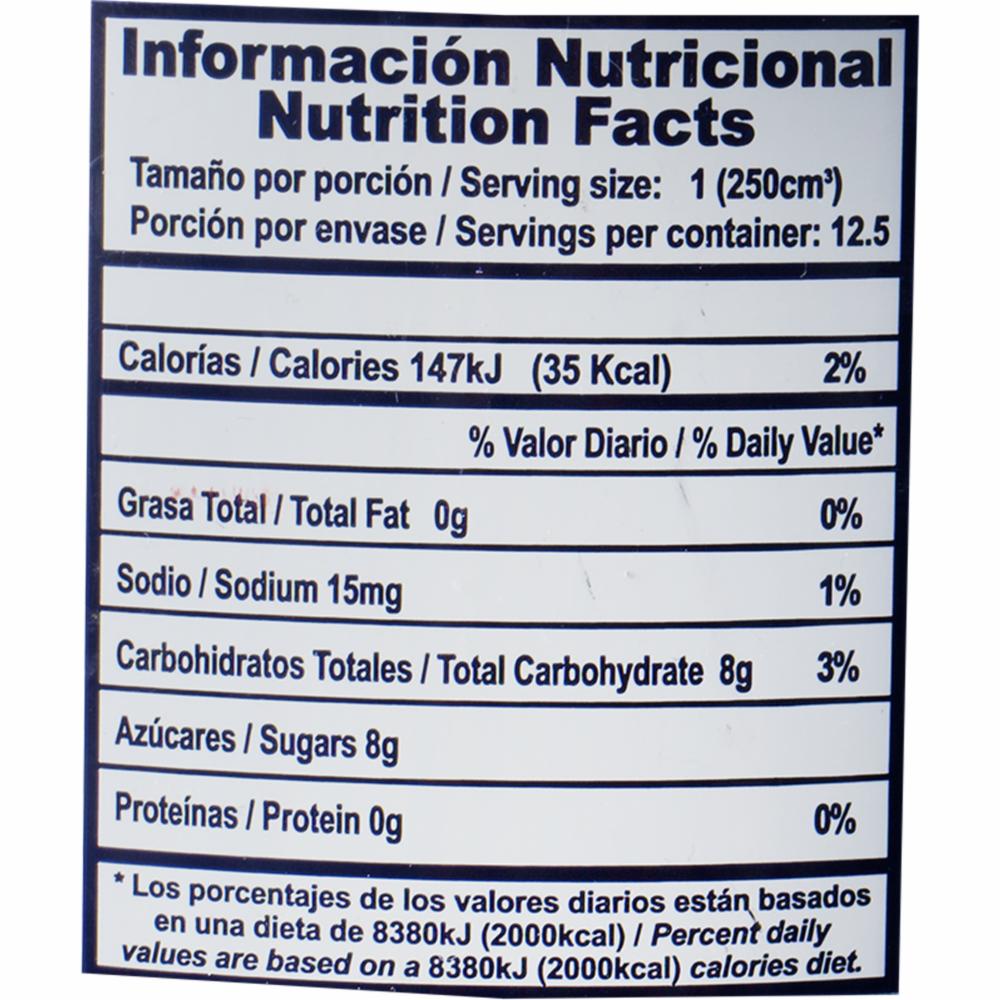 Información Nutricional
Nutrition Facts
Tamaño por porción / Serving size: 1 (250cm³)
Porción por envase / Servings per container: 12.5
Calorías / Calories 147kJ (35 Kcal) 2%
% Valor Diario / % Daily Value*
Grasa Total / Total Fat 0g 0%
Sodio / Sodium 15mg 1%
Carbohidratos Totales / Total Carbohydrate 8g 3%
Azúcares / Sugars 8g
Proteínas / Protein 0g 0%
* Los porcentajes de los valores diarios están basados
en una dieta de 8380kJ (2000kcal) / Percent daily
values are based on a 8380kJ (2000kcal) calories diet.